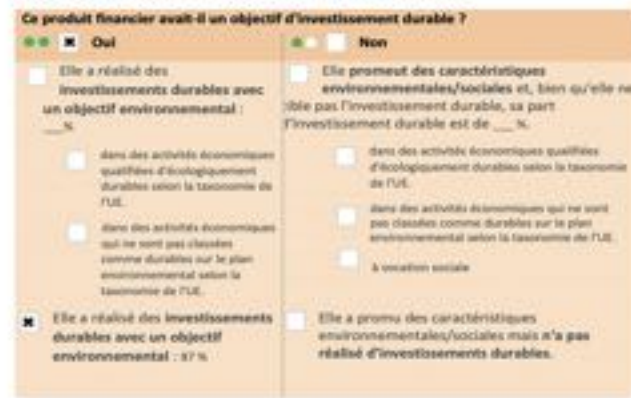 Ce produit financier avait-il un objectif d'investissement durable ?
Oui
Non
Elle a réalisé des
investissements durables avec
un objectif environnemental :
___%
dans des activités économiques
qualifiées d'écologiquement
durables selon la taxonomie de
l'UE.
dans des activités économiques
qui ne sont pas classées
comme durables sur le plan
environnemental selon la
taxonomie de l'UE.
Elle a réalisé des investissements
durables avec un objectif
environnemental : 87 %
Elle promeut des caractéristiques
environnementales/sociales et, bien qu'elle ne
ible pas l'investissement durable, sa part
l'investissement durable est de ___ %.
dans des activités économiques qualifiées
d'écologiquement durables selon la taxonomie
de l'UE.
dans des activités économiques qui ne sont
pas classées comme durables sur le plan
environnemental selon la taxonomie de l'UE.
à vocation sociale
Elle a promu des caractéristiques
environnementales/sociales mais n'a pas
réalisé d'investissements durables.